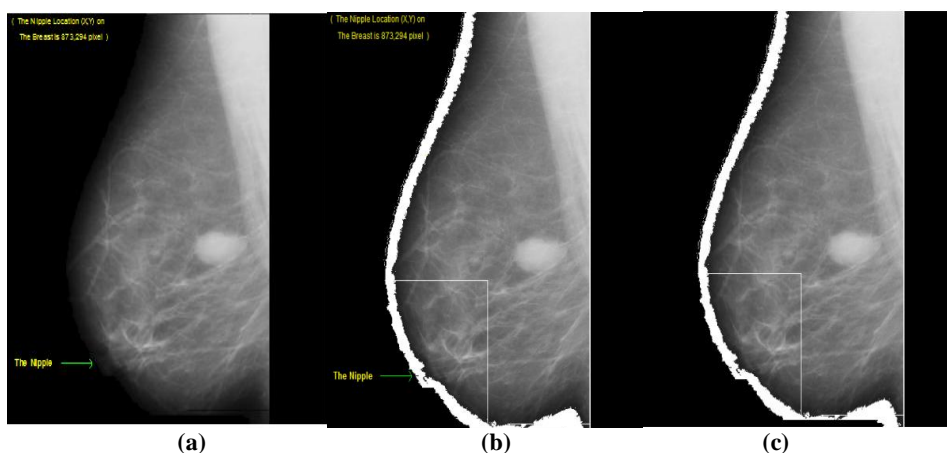 ( The Nipple Location (X,Y) on
The Breast is 873,294 pixel )
The Nipple
(a)
( The Nipple Location (X,Y) on
The Breast is 873,294 pixel )
The Nipple
(b)
(c)